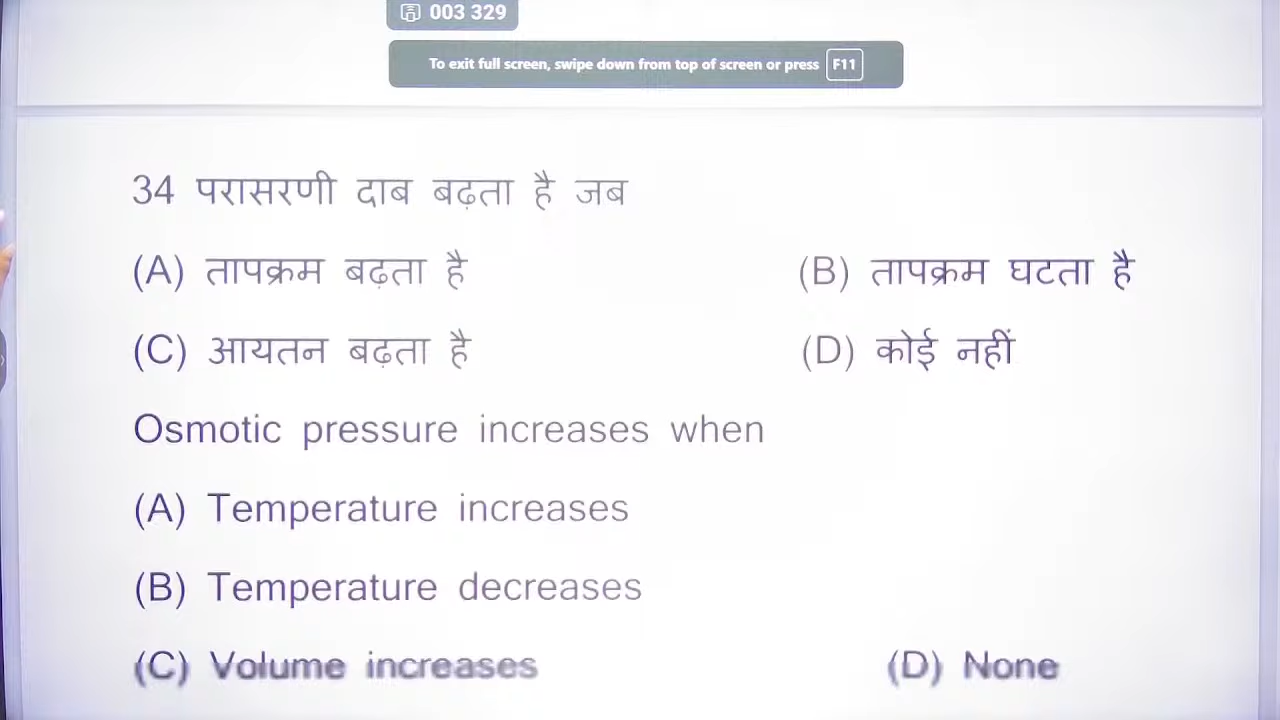 003 329
To exit full screen, swipe down from top of screen or press F11
34 परासरणी दाब बढ़ता है जब
(A) तापक्रम बढ़ता है (B) तापक्रम घटता है
(C) आयतन बढ़ता है (D) कोई नहीं
Osmotic pressure increases when
(A) Temperature increases
(B) Temperature decreases
(C) Volume increases (D) None